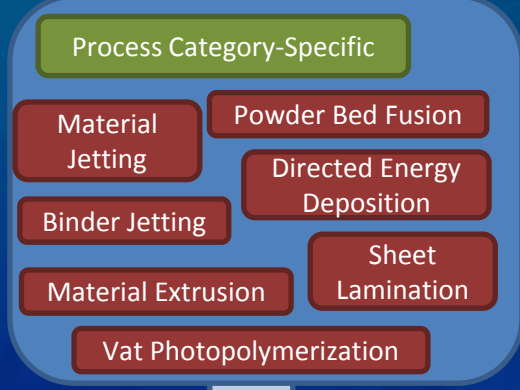 Process Category-Specific
Material
Jetting
Powder Bed Fusion
Directed Energy
Deposition
Binder Jetting
Sheet
Lamination
Material Extrusion
Vat Photopolymerization